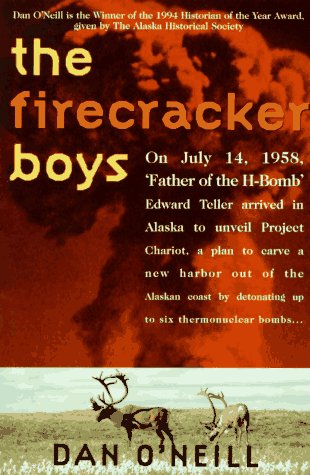 Dan O'Neill is the Winner of the 1994 Historian of the Year Award,
given by The Alaska Historical Society
the
firecracker
boys
On July 14, 1958,
'Father of the H-Bomb'
Edward Teller arrived in
Alaska to unveil Project
Chariot, a plan to carve a
new harbor out of the
Alaskan coast by detonating up
to six thermonuclear bombs...
DAN O'NEILL